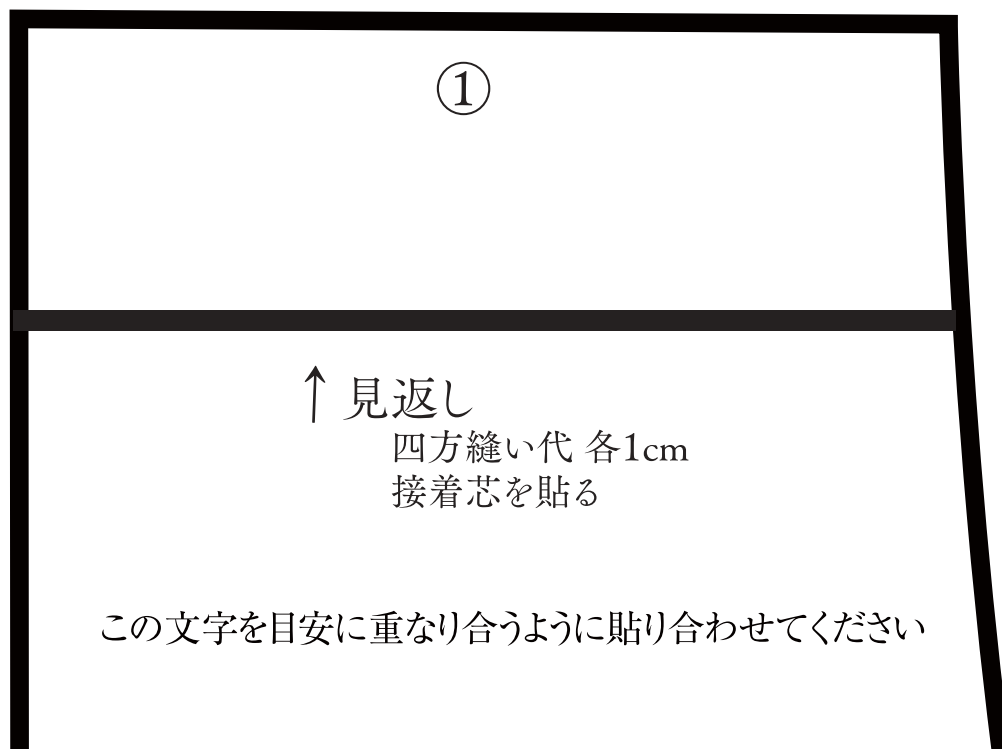 ①
↑ 見返し
四方縫い代 各1cm
接着芯を貼る
この文字を目安に重なり合うように貼り合わせてください